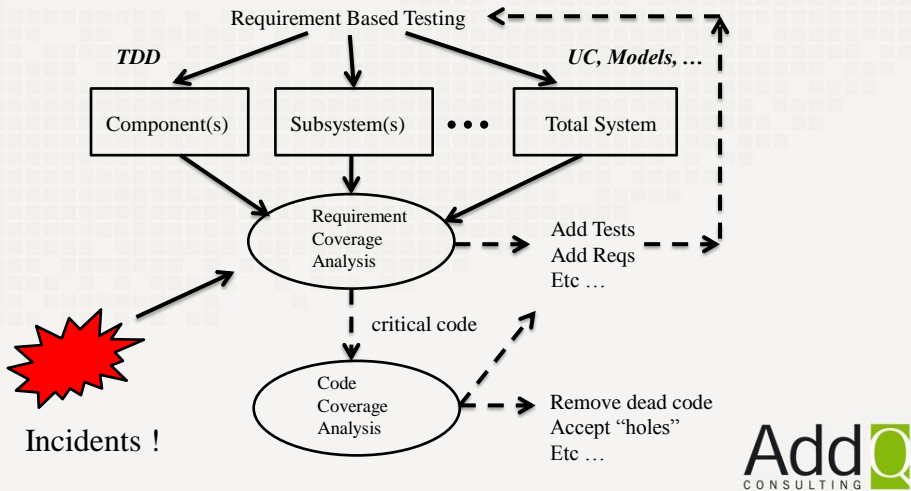 Requirement Based Testing
TDD
UC, Models, …
Component(s)
Subsystem(s)
• • •
Total System
Requirement
Coverage
Analysis
Add Tests
Add Reqs
Etc …
critical code
Code
Coverage
Analysis
Remove dead code
Accept “holes”
Etc …
Incidents !
AddQ
CONSULTING